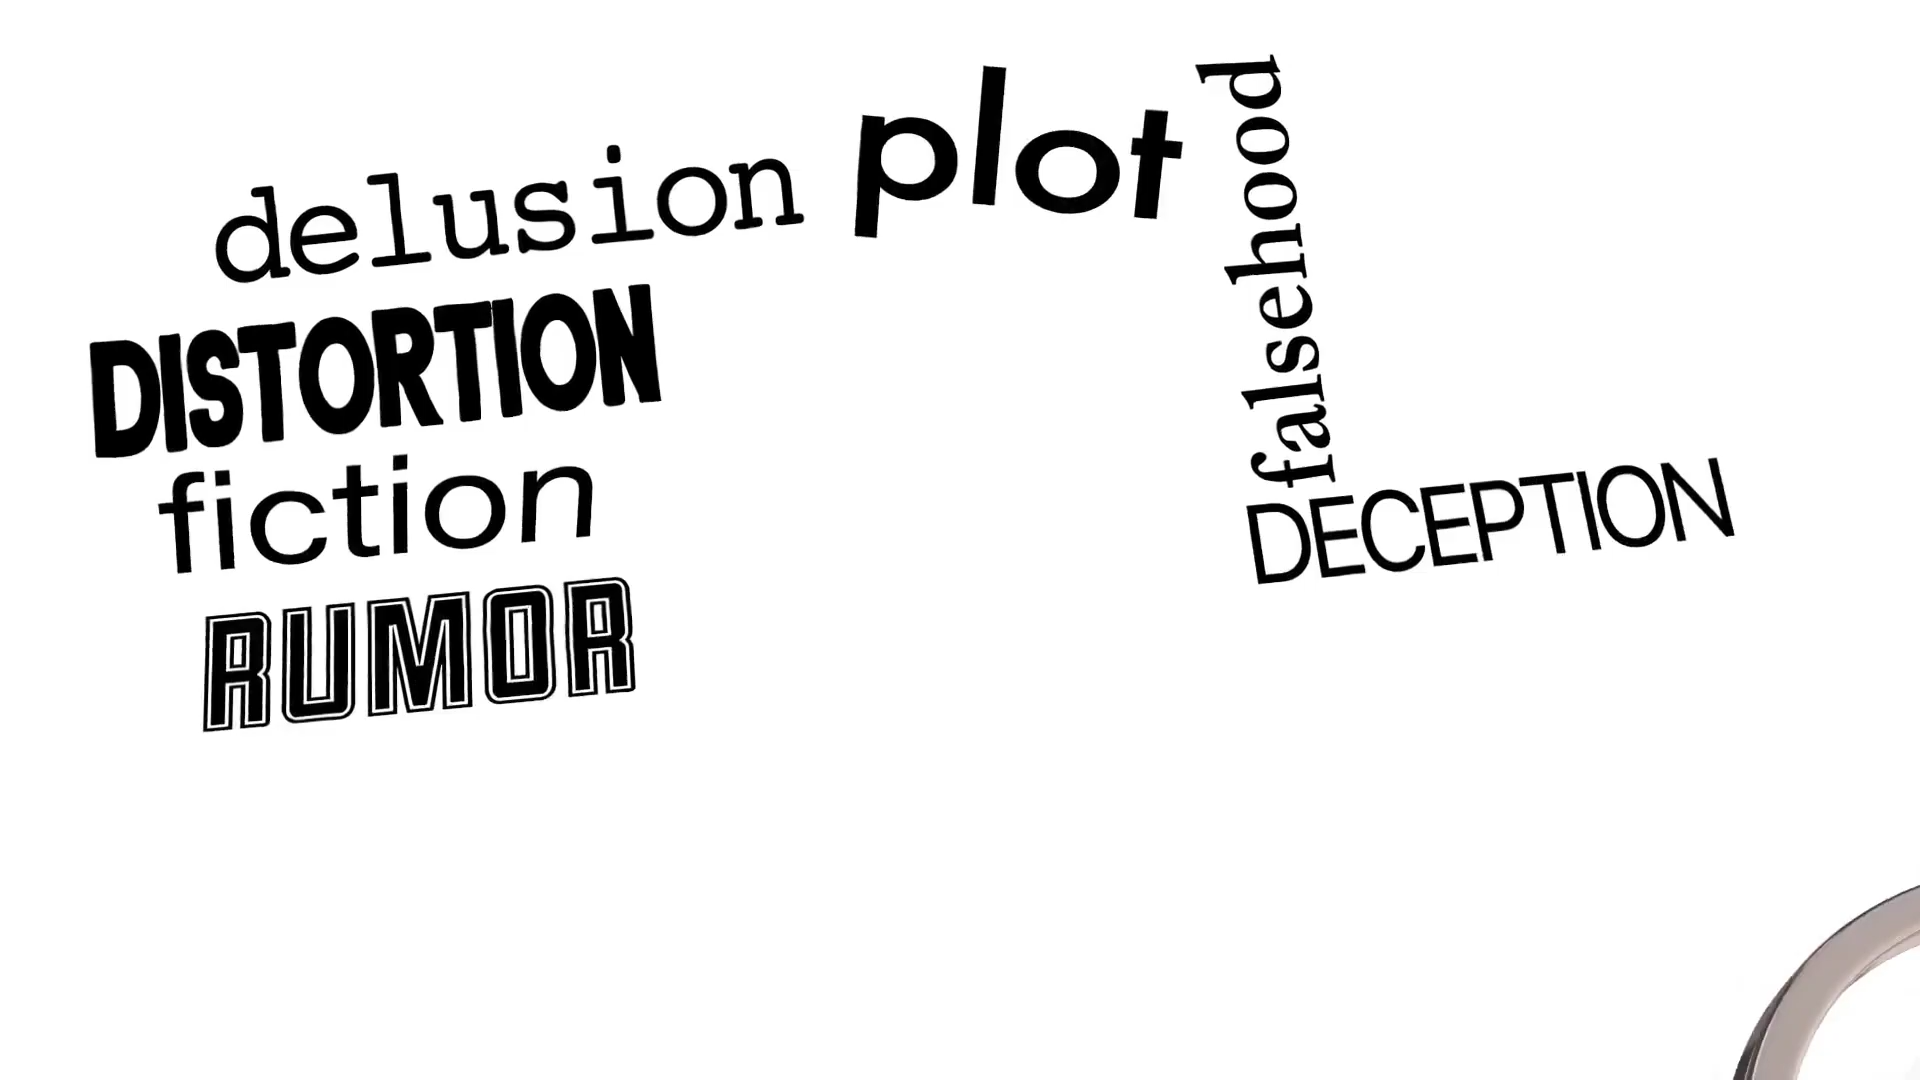 delusion
plot
falsehood
DISTORTION
fiction
DECEPTION
RUMOR